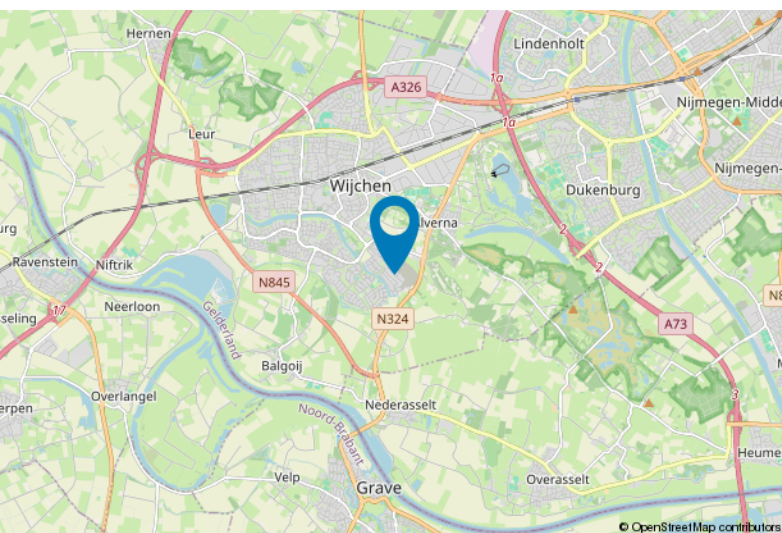 Hernen
Lindenholt
1a
A326
Nijmegen-Midde
1a
Leur
Nijmegen-
Wijchen
Dukenburg
lverna
urg
2
Ravenstein
Niftrik
2
N845
N8
17
Neerloon
seling
Gelderland
N324
A73
Balgoij
Overlangel
3
erpen
Nederasselt
Noord-Brabant
Heume
Velp
Overasselt
Grave
© OpenStreetMap contributors